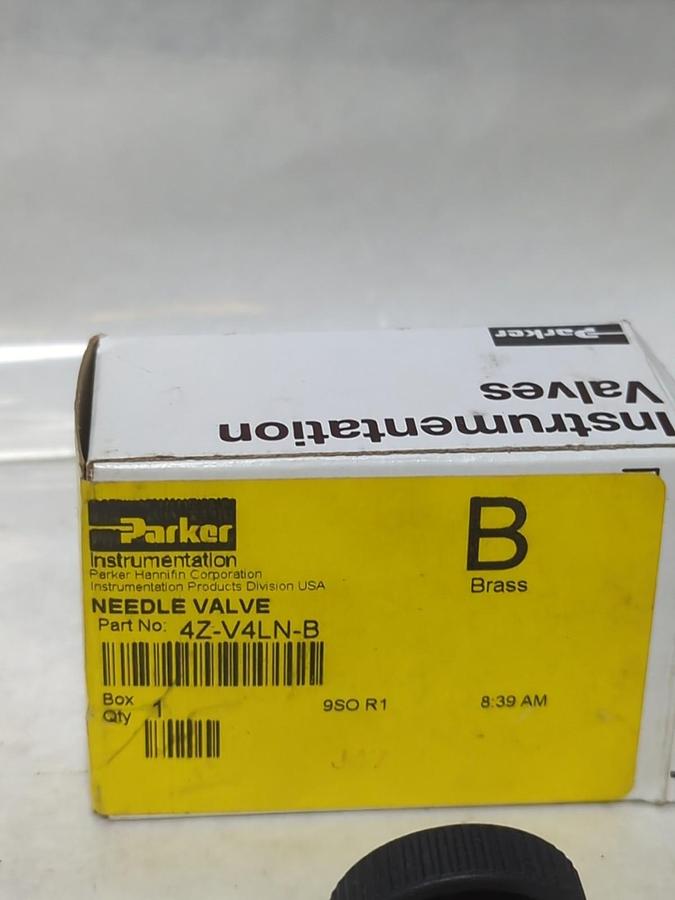 Parker
Instrumentation
Valves
Parker
Instrumentation
Parker Hannifin Corporation
Instrumentation Products Division USA
NEEDLE VALVE
Part No: 4Z-V4LN-B
Box
Qty 1
9SO R1
8:39 AM
B
Brass